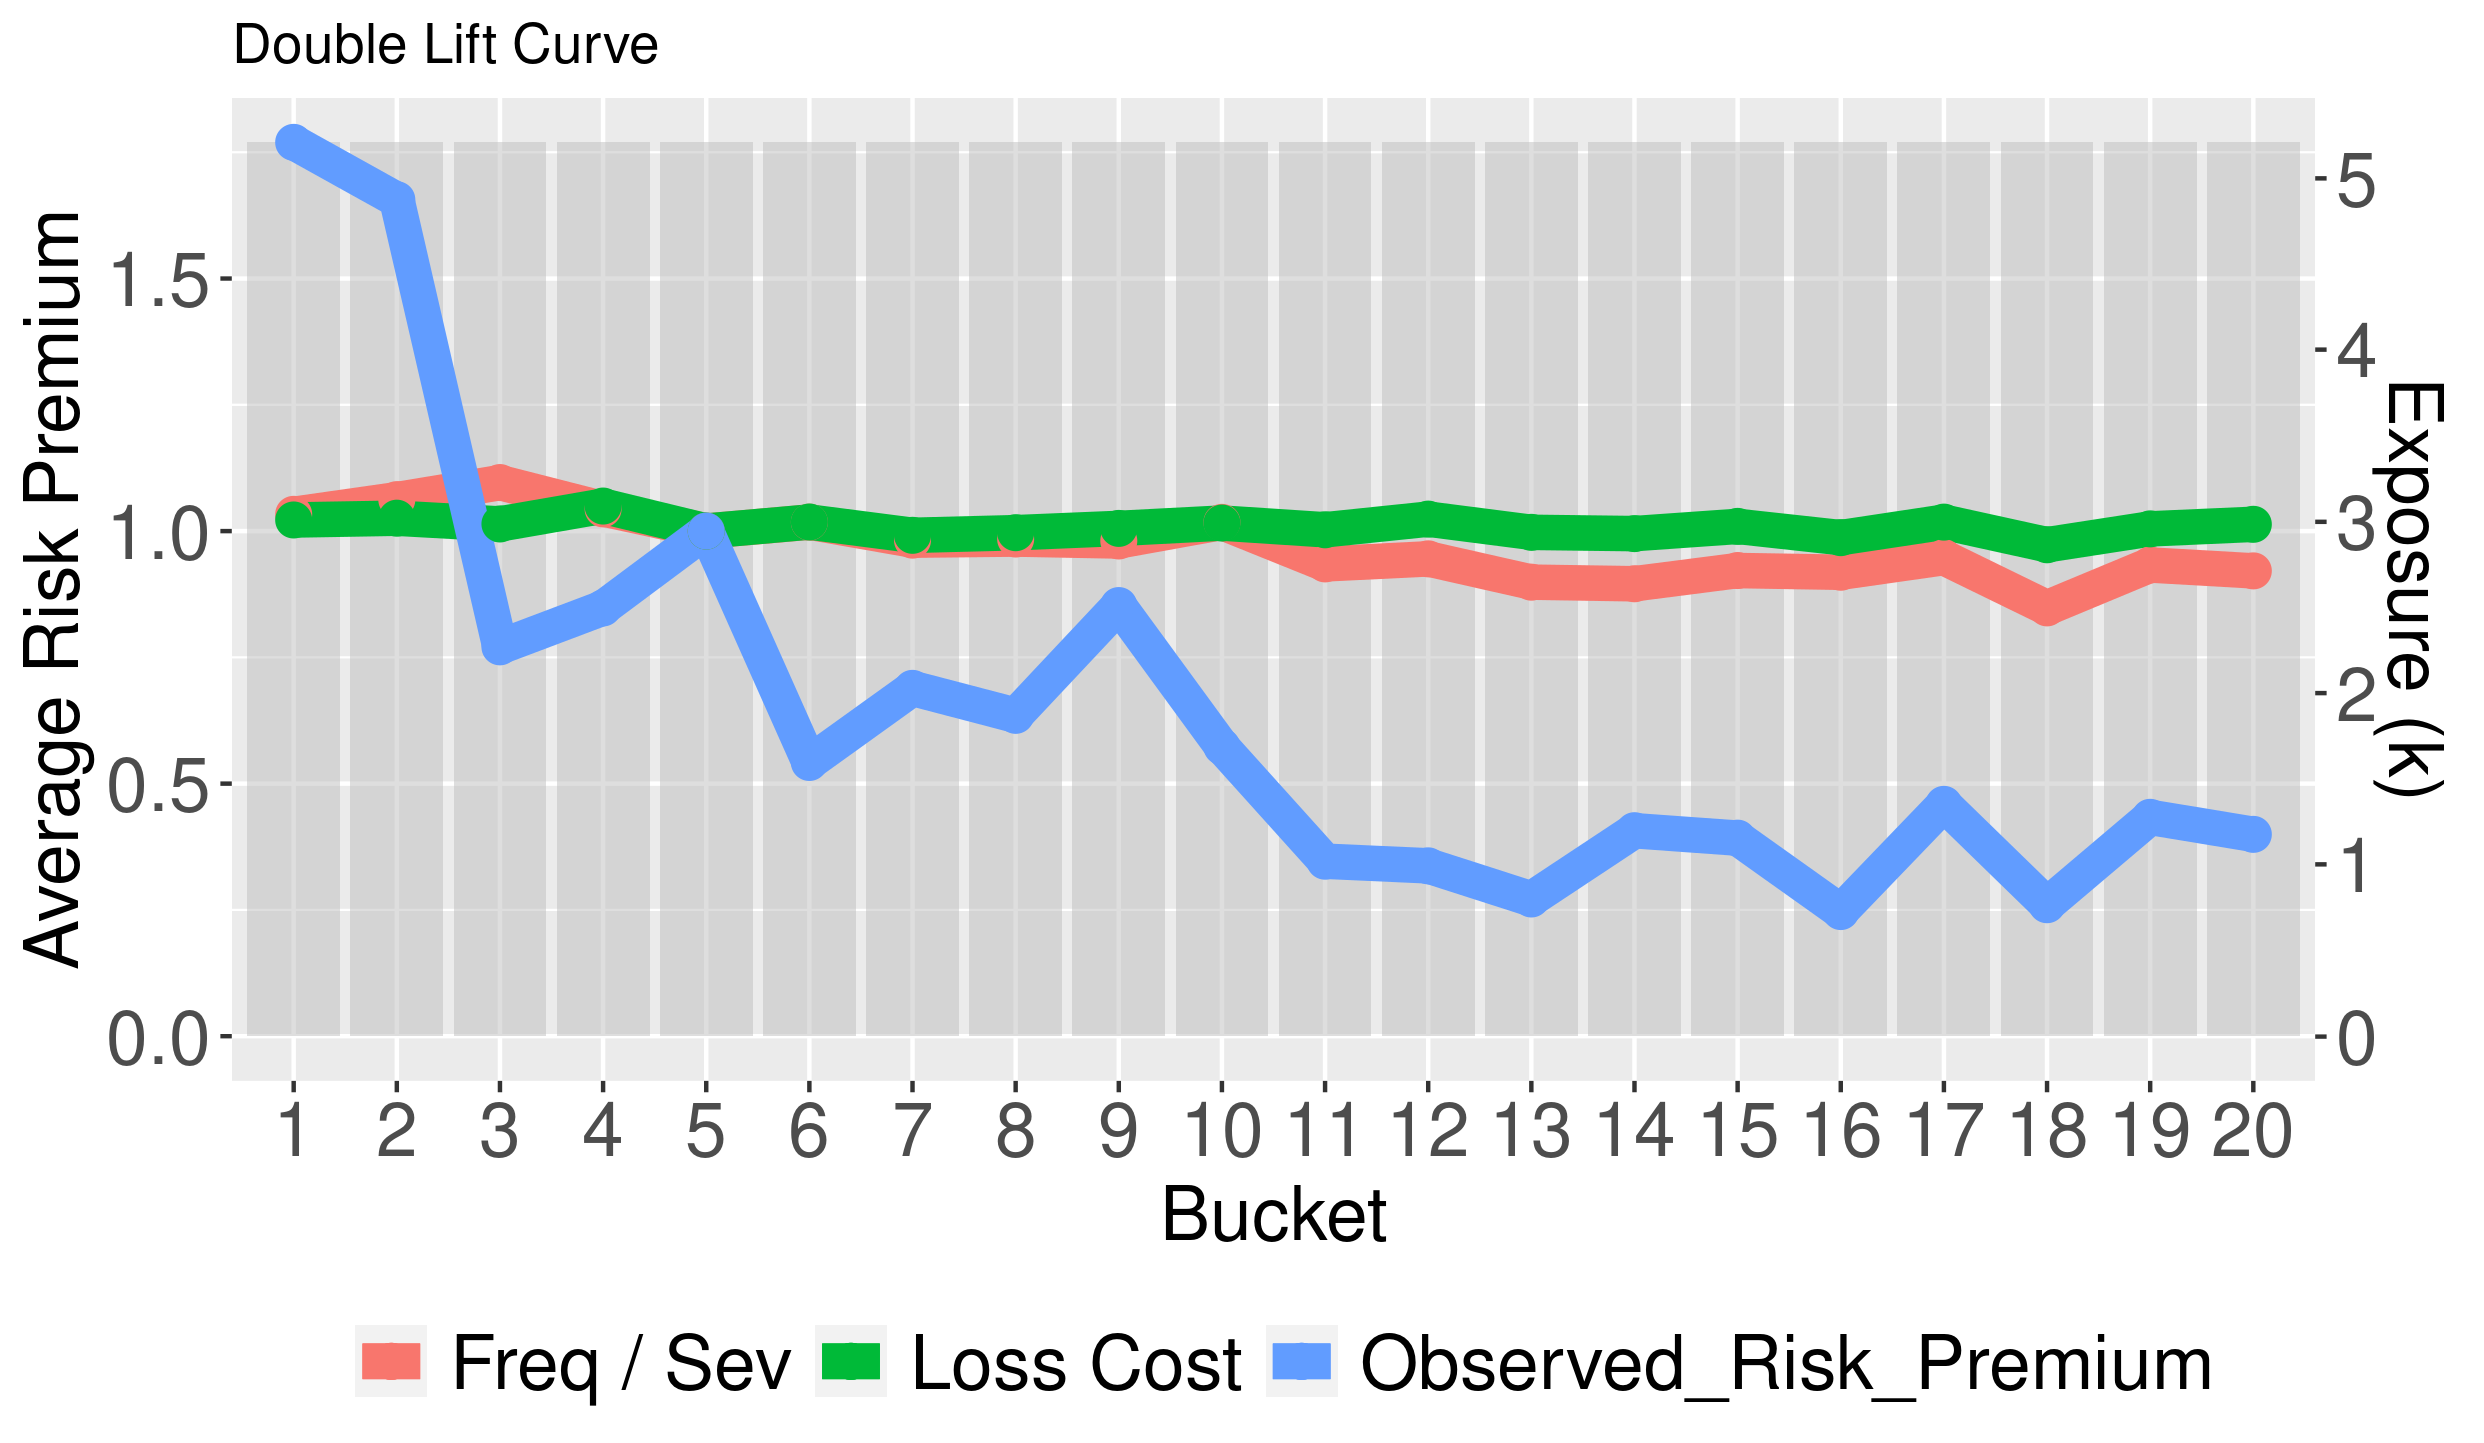 Double Lift Curve
Average Risk Premium
1.5
1.0
0.5
0.0
5
4
3
2
1
0
Exposure (k)
1 2 3 4 5 6 7 8 9 10 11 12 13 14 15 16 17 18 19 20
Bucket
Freq / Sev Loss Cost Observed_Risk_Premium